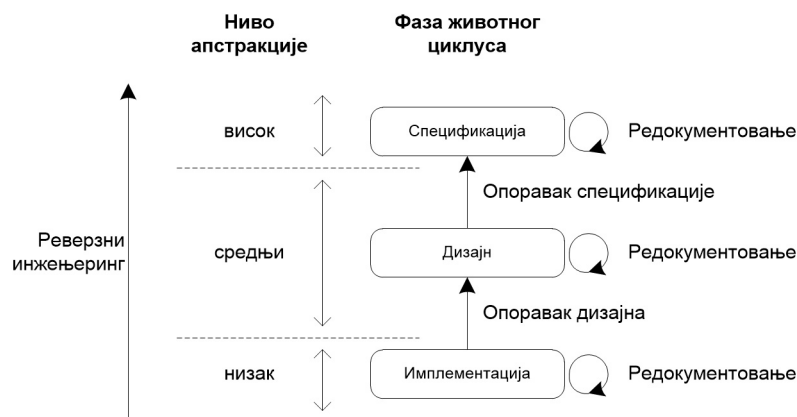 Ниво
апстракције
Фаза животног
циклуса
висок
Спецификација
Редокументовање
Опоравак спецификације
Реверзни
инжењеринг
средњи
Дизајн
Редокументовање
Опоравак дизајна
низак
Имплементација
Редокументовање